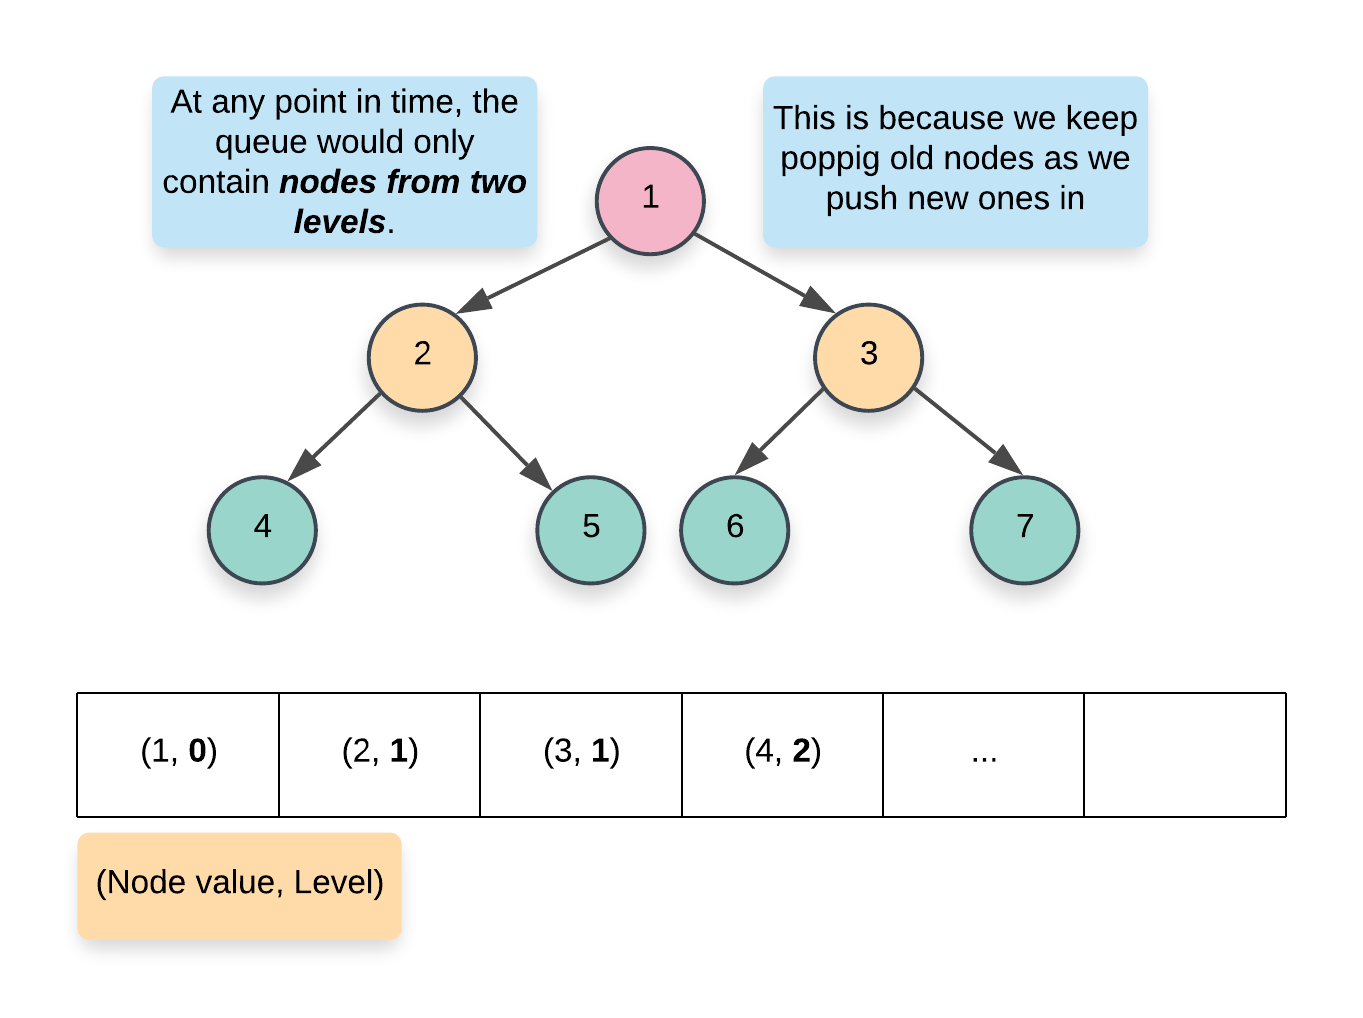 At any point in time, the
queue would only
contain nodes from two
levels.
This is because we keep
poppig old nodes as we
push new ones in
1
2
3
4
5
6
7
(1, 0)
(2, 1)
(3, 1)
(4, 2)
...
(Node value, Level)